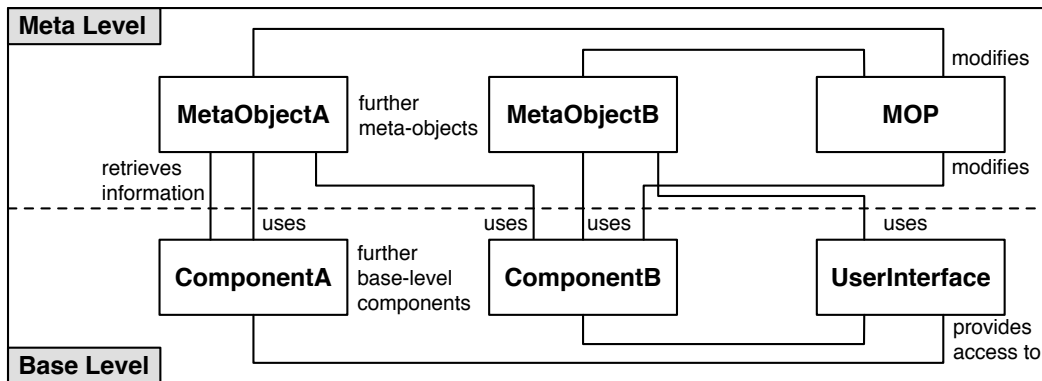 Meta Level
modifies
MetaObjectA
further
meta-objects
MetaObjectB
MOP
retrieves
information
modifies
uses
uses
uses
uses
ComponentA
further
base-level
components
ComponentB
UserInterface
provides
access to
Base Level